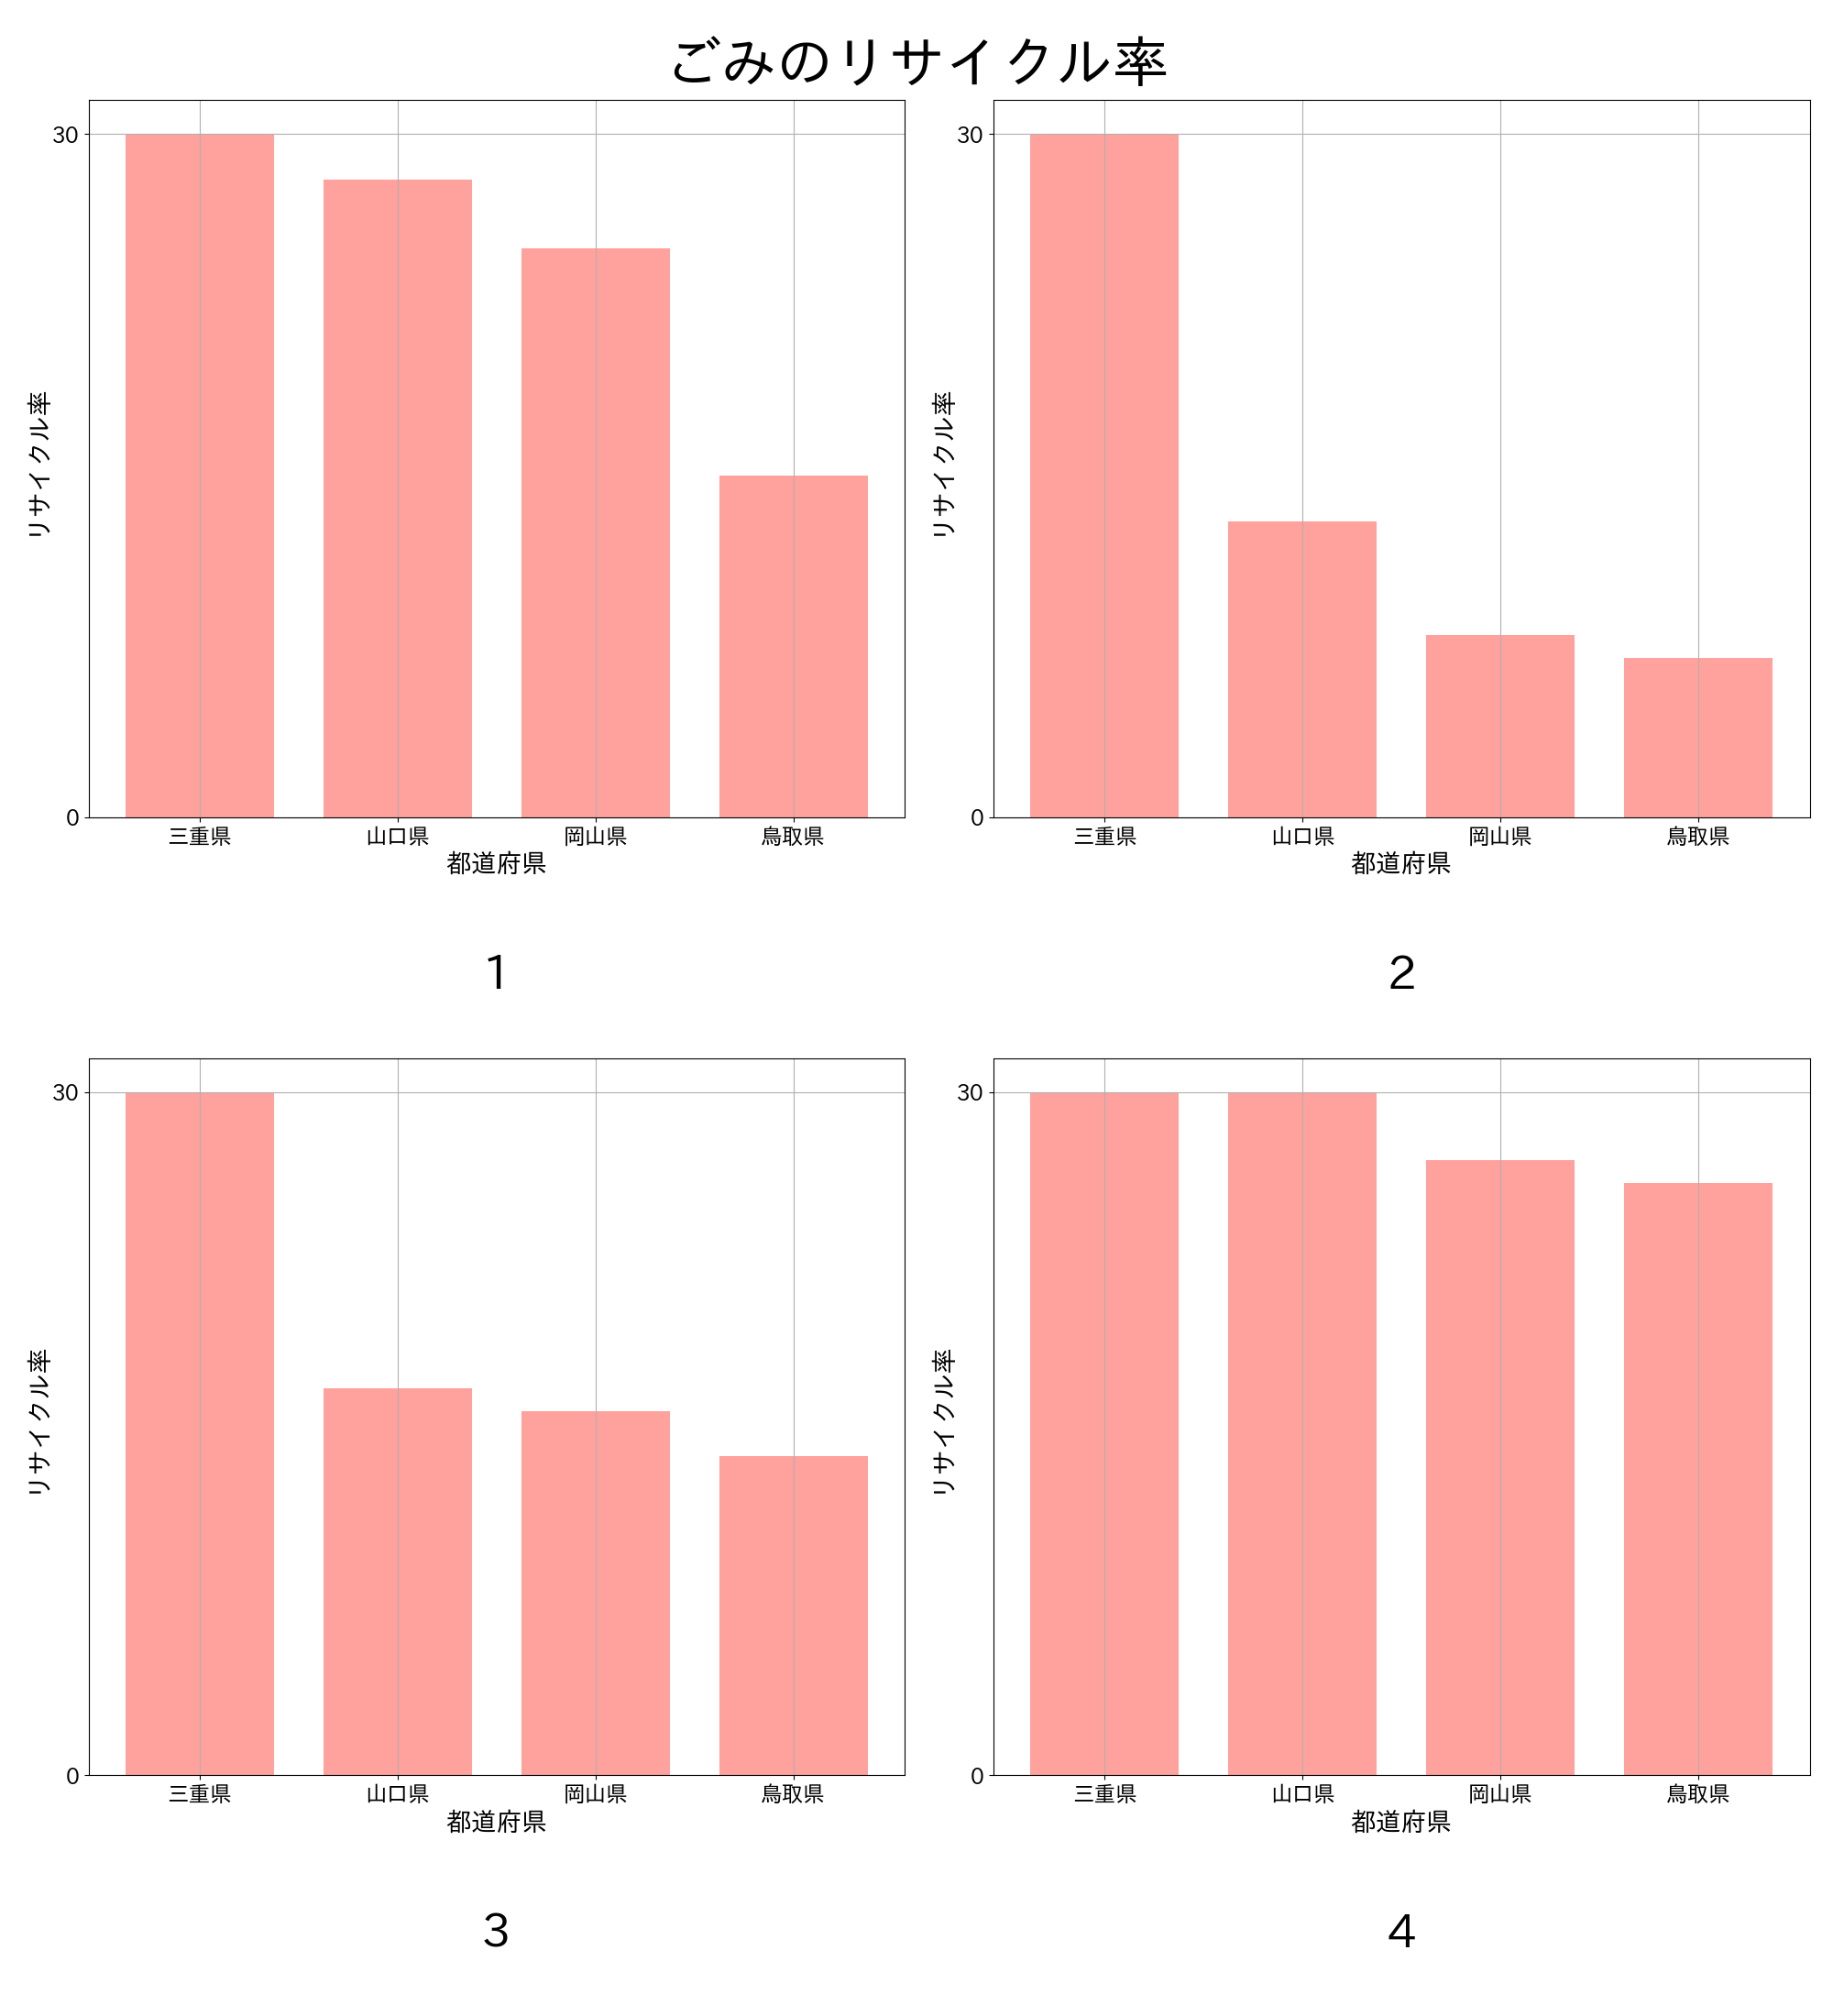 ごみのリサイクル率
30
0
リサイクル率
三重県 山口県 岡山県 鳥取県
都道府県
1
30
0
リサイクル率
三重県 山口県 岡山県 鳥取県
都道府県
2
30
0
リサイクル率
三重県 山口県 岡山県 鳥取県
都道府県
3
30
0
リサイクル率
三重県 山口県 岡山県 鳥取県
都道府県
4